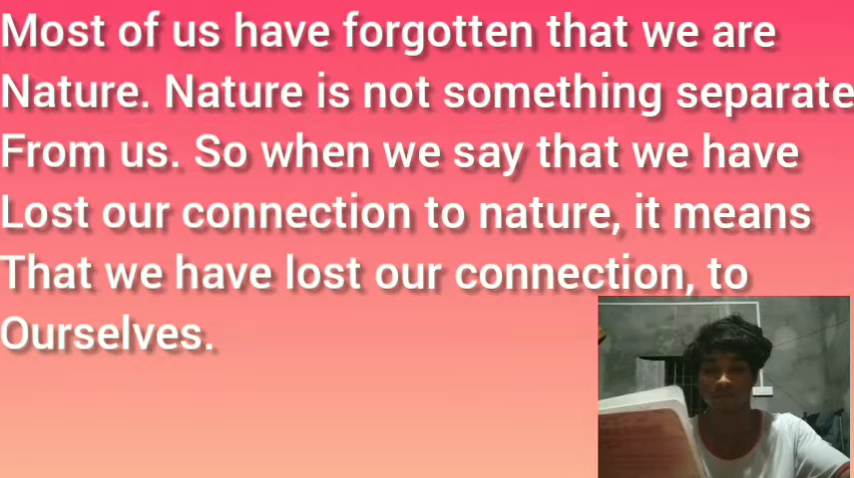 Most of us have forgotten that we are
Nature. Nature is not something separate
From us. So when we say that we have
Lost our connection to nature, it means
That we have lost our connection, to
Ourselves.